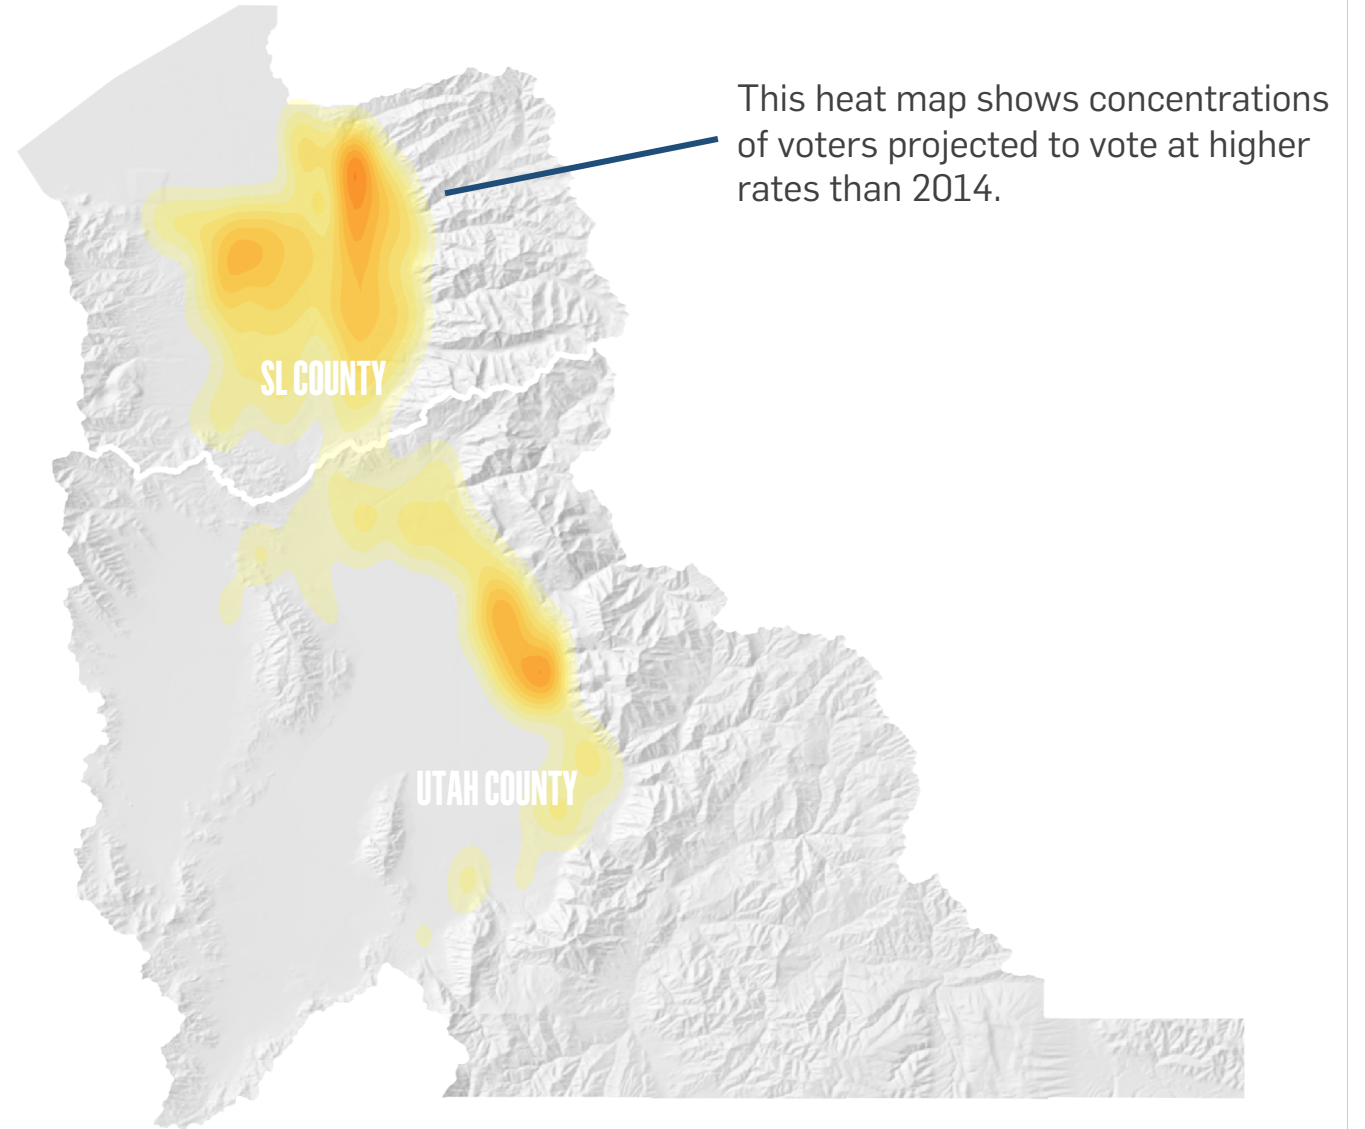 This heat map shows concentrations
of voters projected to vote at higher
rates than 2014.
SL COUNTY
UTAH COUNTY